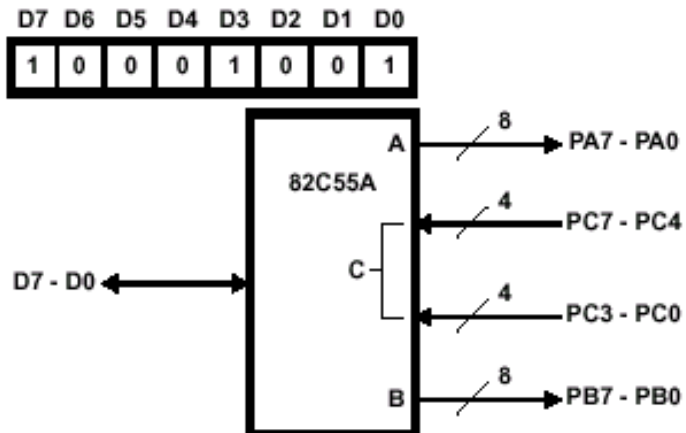 D7 D6 D5 D4 D3 D2 D1 D0
1 0 0 0 1 0 0 1
8
A PA7 - PA0
82C55A
4
PC7 - PC4
C
D7 - D0
4
PC3 - PC0
8
B PB7 - PB0